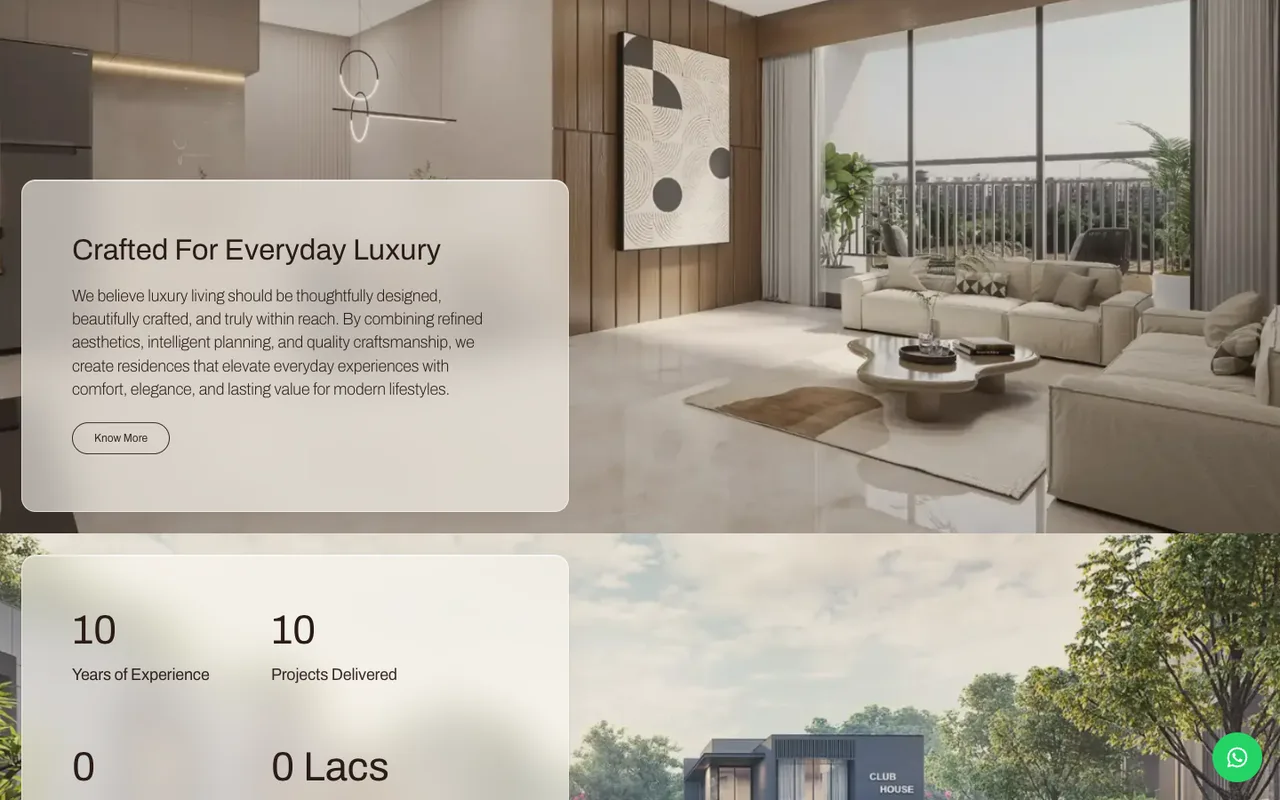 Crafted For Everyday Luxury
We believe luxury living should be thoughtfully designed,
beautifully crafted, and truly within reach. By combining refined
aesthetics, intelligent planning, and quality craftsmanship, we
create residences that elevate everyday experiences with
comfort, elegance, and lasting value for modern lifestyles.
Know More
10
10
Years of Experience
Projects Delivered
0
0 Lacs
CLUB
HOUSE